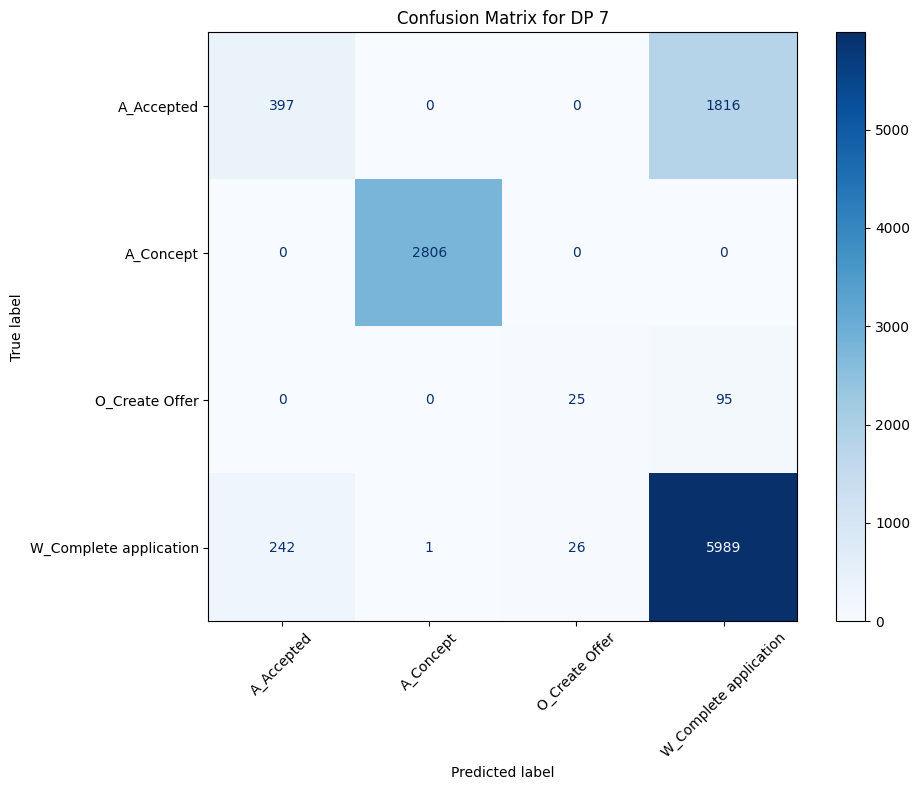 Confusion Matrix for DP 7
A_Accepted
397
0
0
1816
A_Concept
0
2806
0
0
O_Create Offer
0
0
25
95
W_Complete application
242
1
26
5989
True label
A_Accepted
A_Concept
O_Create Offer
W_Complete application
Predicted label
5000
4000
3000
2000
1000
0